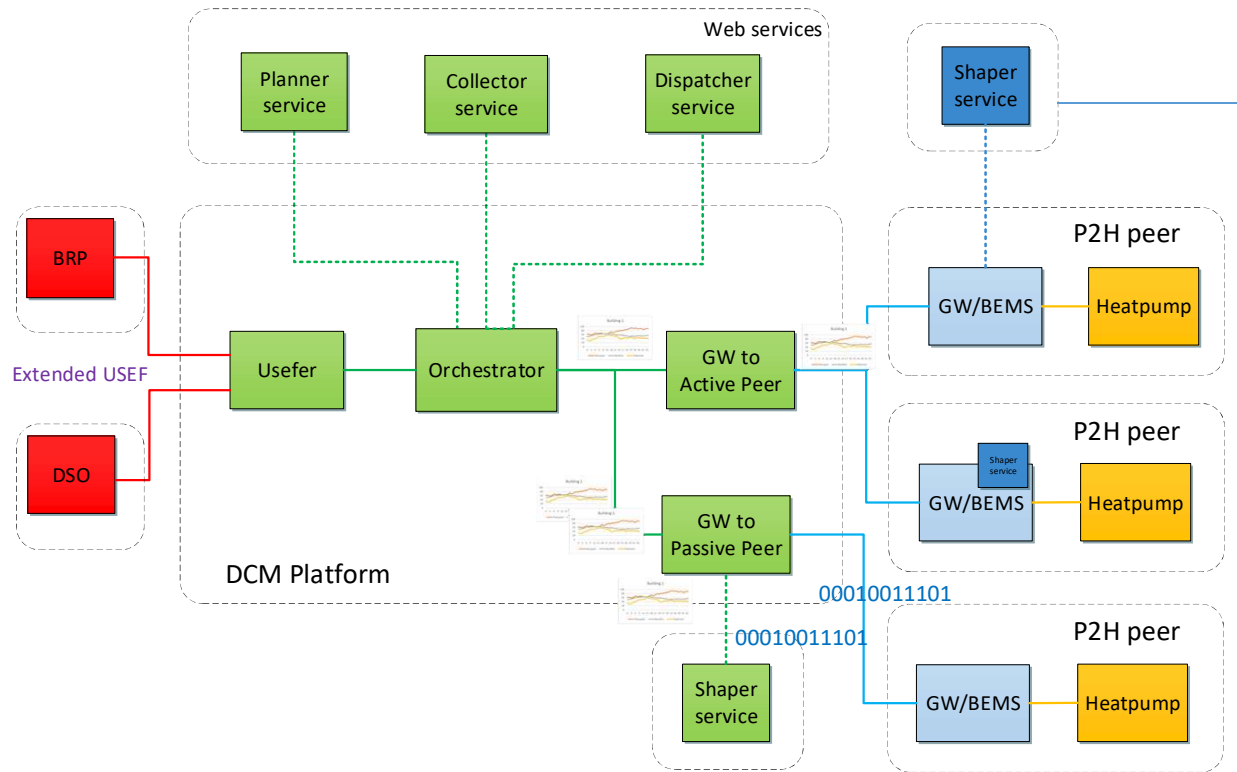 Web services
Planner
service
Collector
service
Dispatcher
service
Shaper
service
BRP
Extended USEF
DSO
Usefer
Orchestrator
GW to
Active Peer
GW to
Passive Peer
DCM Platform
00010011101
00010011101
Shaper
service
P2H peer
GW/BEMS
Heatpump
P2H peer
Shaper
service
GW/BEMS
Heatpump
P2H peer
GW/BEMS
Heatpump